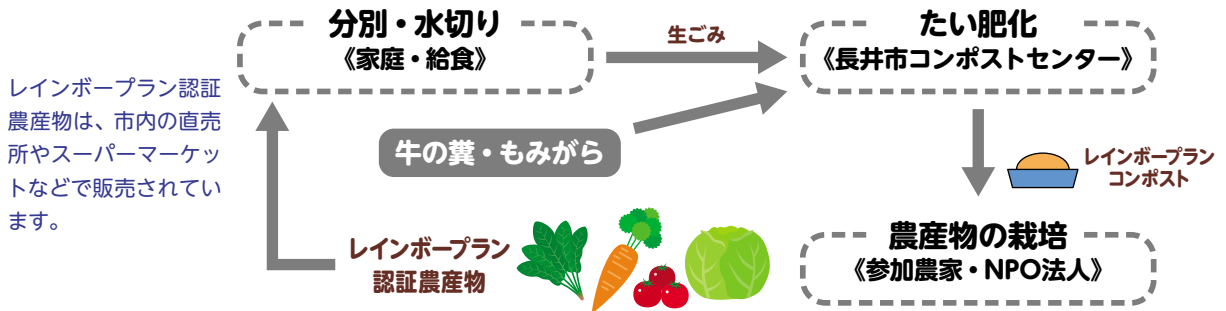 分別・水切り
《家庭・給食》
生ごみ
たい肥化
《長井市コンポストセンター》
レインボープラン認証
農産物は、市内の直売
所やスーパーマーケッ
トなどで販売されてい
ます。
牛の糞・もみがら
レインボープラン
コンポスト
農産物の栽培
《参加農家・NPO法人》
レインボープラン
認証農産物